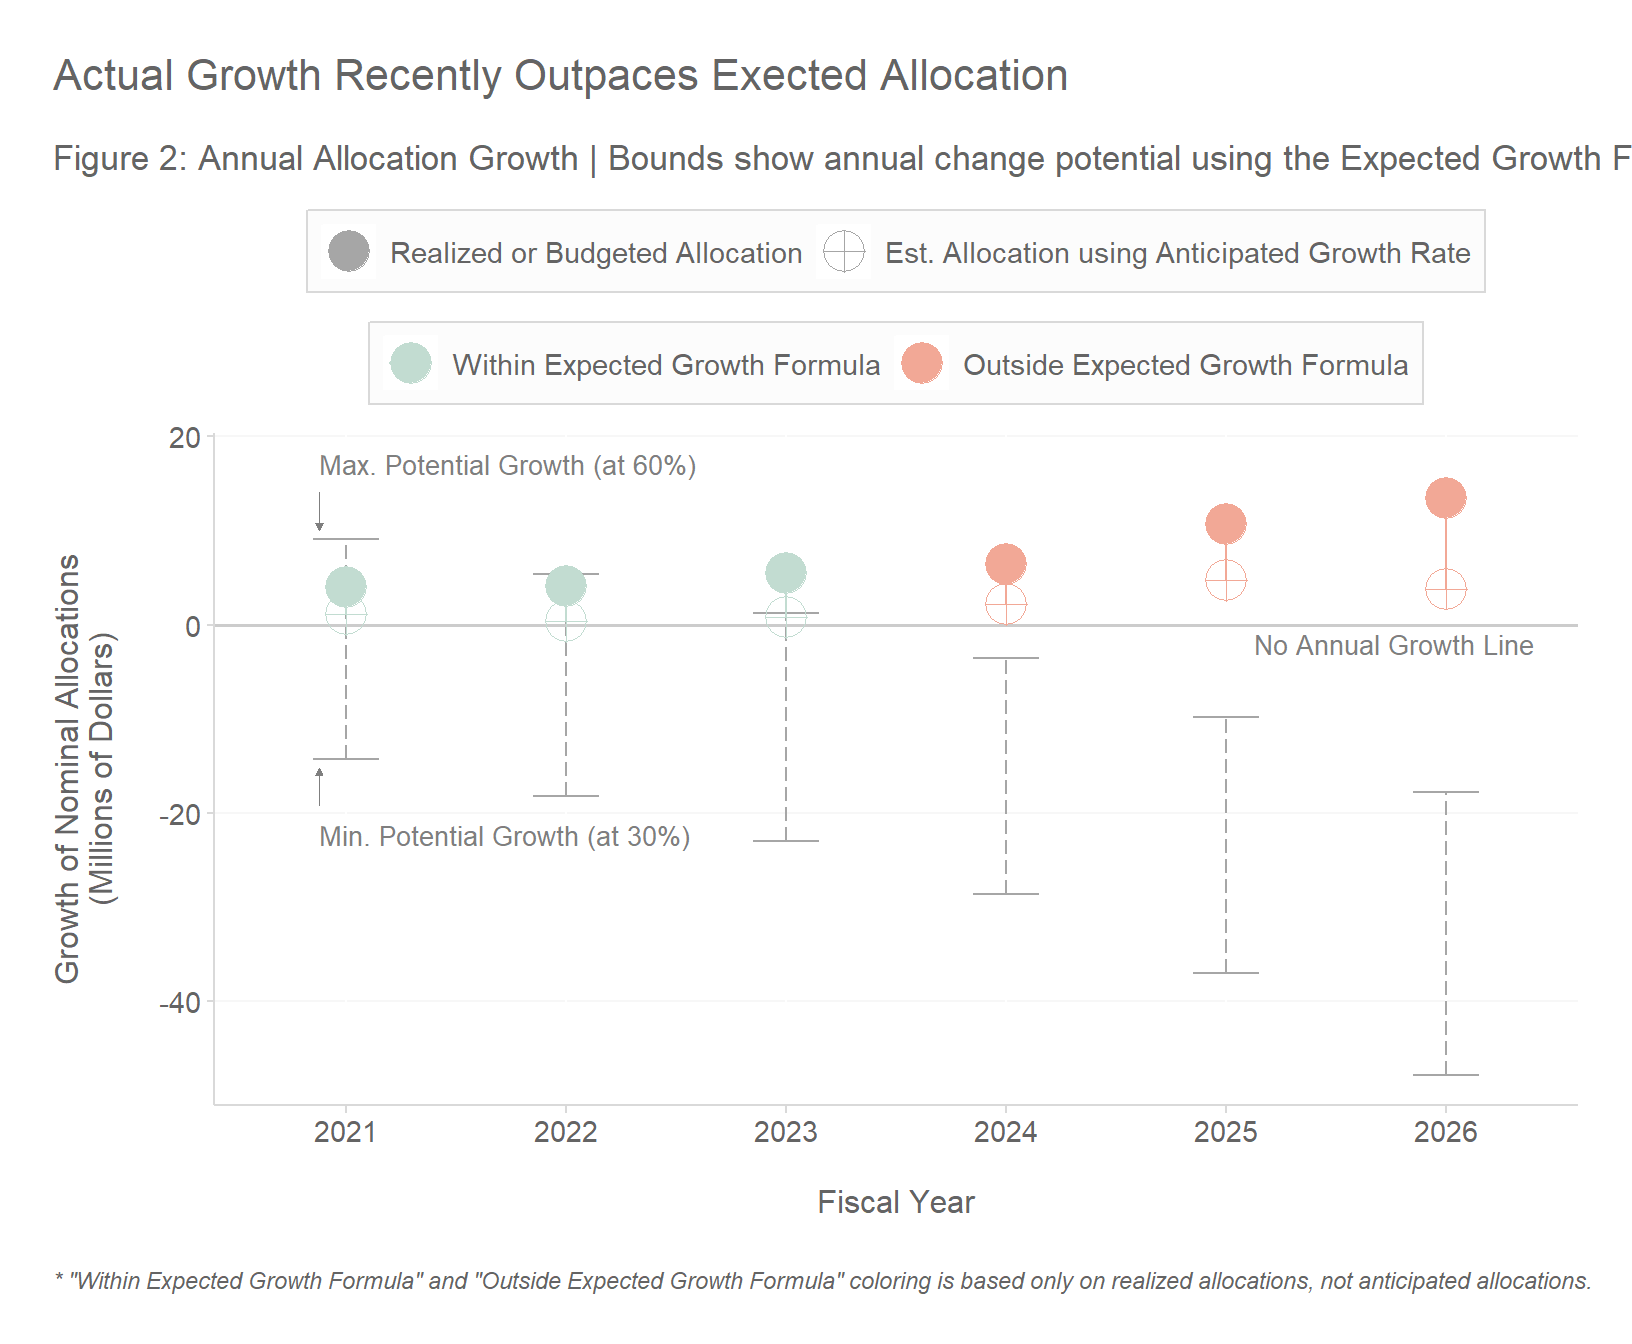 Actual Growth Recently Outpaces Exected Allocation
Figure 2: Annual Allocation Growth | Bounds show annual change potential using the Expected Growth F
Realized or Budgeted Allocation
Est. Allocation using Anticipated Growth Rate
Within Expected Growth Formula
Outside Expected Growth Formula
20
0
-20
-40
Growth of Nominal Allocations
(Millions of Dollars)
Max. Potential Growth (at 60%)
No Annual Growth Line
Min. Potential Growth (at 30%)
2021
2022
2023
2024
2025
2026
Fiscal Year
* "Within Expected Growth Formula" and "Outside Expected Growth Formula" coloring is based only on realized allocations, not anticipated allocations.